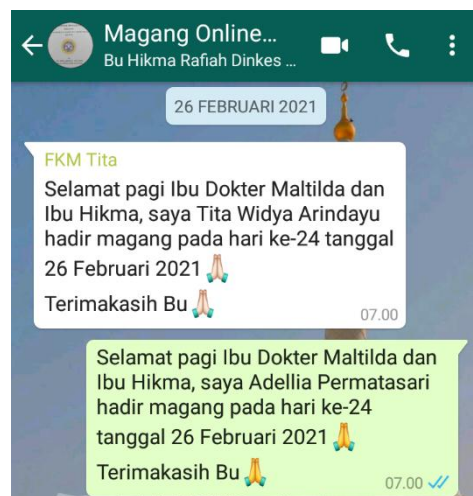 Magang Online...
Bu Hikma Rafiah Dinkes ...
26 FEBRUARI 2021
FKM Tita
Selamat pagi Ibu Dokter Maltilda dan
Ibu Hikma, saya Tita Widya Arindayu
hadir magang pada hari ke-24 tanggal
26 Februari 2021 🙏🏻
Terimakasih Bu 🙏🏻
07.00
Selamat pagi Ibu Dokter Maltilda dan
Ibu Hikma, saya Adellia Permatasari
hadir magang pada hari ke-24
tanggal 26 Februari 2021 🙏
Terimakasih Bu 🙏
07.00